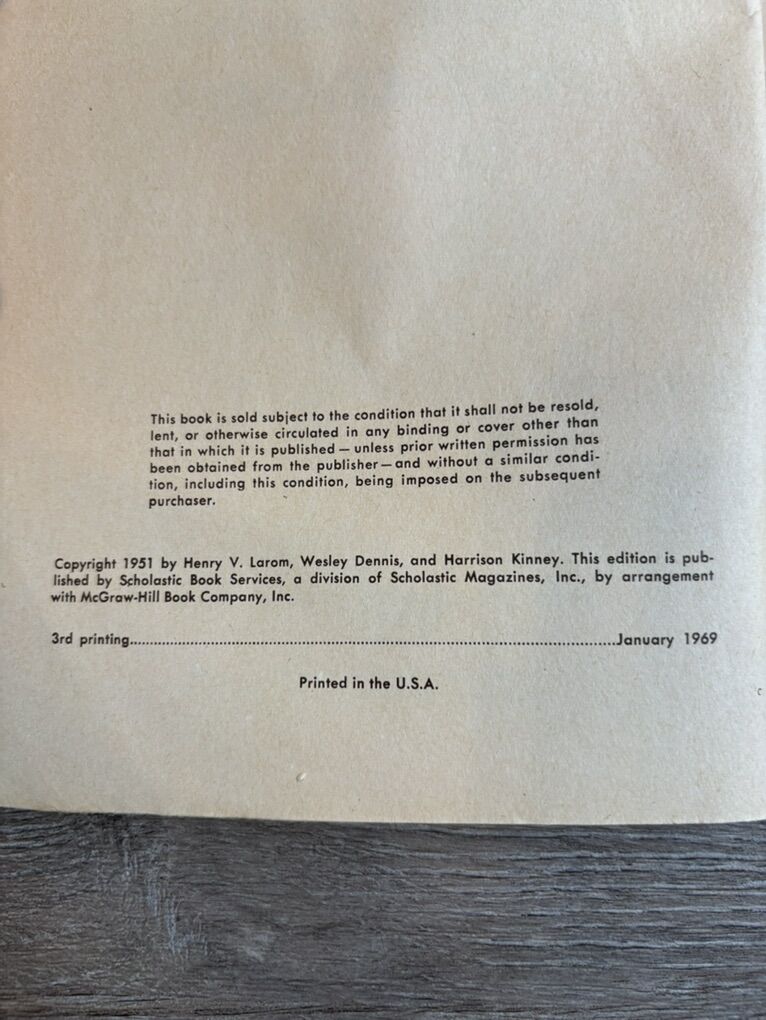 This book is sold subject to the condition that it shall not be resold,
lent, or otherwise circulated in any binding or cover other than
that in which it is published — unless prior written permission has
been obtained from the publisher — and without a similar condi-
tion, including this condition, being imposed on the subsequent
purchaser.
Copyright 1951 by Henry V. Larom, Wesley Dennis, and Harrison Kinney. This edition is pub-
lished by Scholastic Book Services, a division of Scholastic Magazines, Inc., by arrangement
with McGraw-Hill Book Company, Inc.
3rd printing........................................................................................January 1969
Printed in the U.S.A.